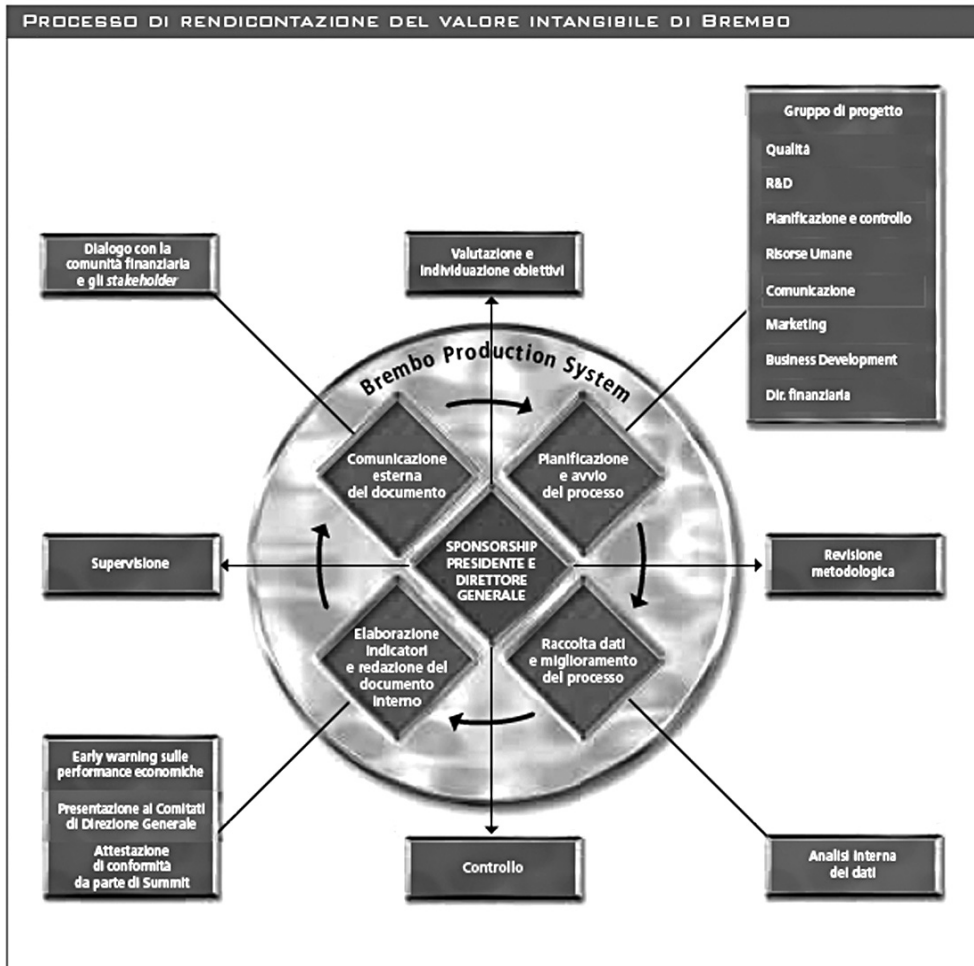 PROCESSO DI RENDICONTAZIONE DEL VALORE INTANGIBILE DI BREMBO
Gruppo di progetto
Qualità
R&D
Pianificazione e controllo
Risorse Umane
Comunicazione
Marketing
Business Development
Dir. finanziaria
Dialogo con la
comunità finanziaria
e gli stakeholder
Valutazione e
individuazione obiettivi
Brembo Production System
Comunicazione
esterna
del documento
Pianificazione
e avvio
del processo
Supervisione
SPONSORSHIP
PRESIDENTE E
DIRETTORE
GENERALE
Revisione
metodologica
Elaborazione
indicatori
e redazione del
documento
interno
Raccolta dati
e miglioramento
del processo
Early warning sulle
performance economiche
Presentazione ai Comitati
di Direzione Generale
Attestazione
di conformità
da parte di Summit
Controllo
Analisi interna
dei dati